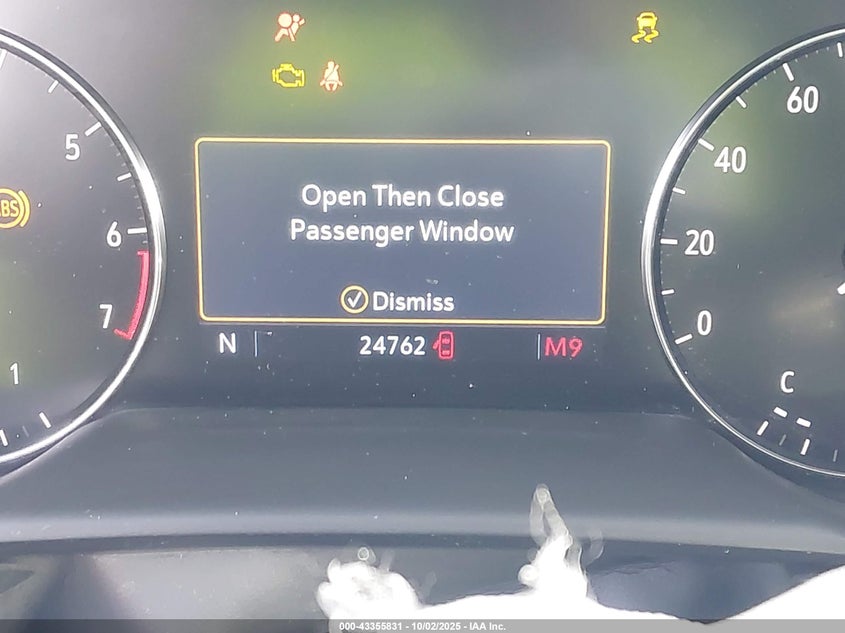 60
5
40
ABS
Open Then Close
Passenger Window
6
20
7
Dismiss
0
N
24762
M9
1
C
000-43355831 - 10/02/2025 - IAA Inc.